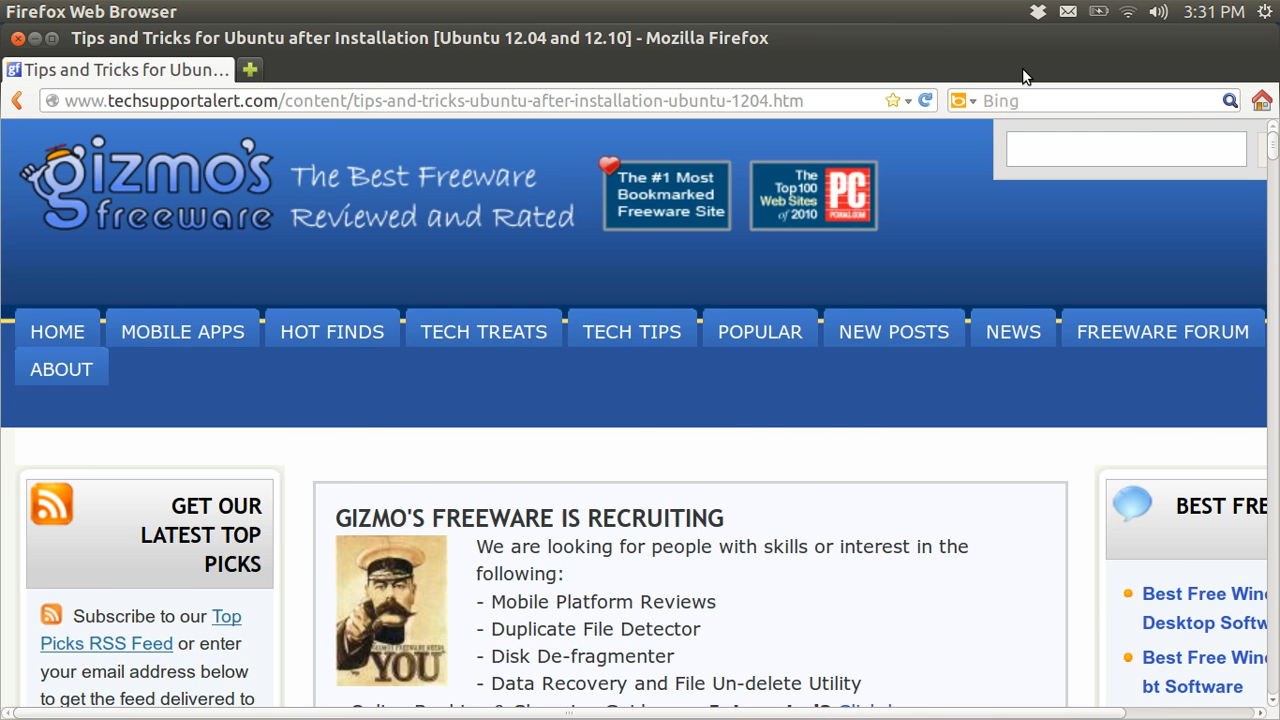 Firefox Web Browser
3:31 PM
Tips and Tricks for Ubuntu after Installation [Ubuntu 12.04 and 12.10] - Mozilla Firefox
Tips and Tricks for Ubun...
www.techsupportalert.com/content/tips-and-tricks-ubuntu-after-installation-ubuntu-1204.htm
Bing
gizmo's
freeware
The Best Freeware
Reviewed and Rated
The #1 Most
Bookmarked
Freeware Site
The
Top100
Web Sites
of 2010
PC
PCMAG.COM
HOME
MOBILE APPS
HOT FINDS
TECH TREATS
TECH TIPS
POPULAR
NEW POSTS
NEWS
FREEWARE FORUM
ABOUT
GET OUR
LATEST TOP
PICKS
Subscribe to our Top
Picks RSS Feed or enter
your email address below
to get the feed delivered to
GIZMO'S FREEWARE IS RECRUITING
We are looking for people with skills or interest in the
following:
- Mobile Platform Reviews
- Duplicate File Detector
- Disk De-fragmenter
- Data Recovery and File Un-delete Utility
YOU
BEST FRE
Best Free Wind
Desktop Softw
Best Free Wind
bt Software